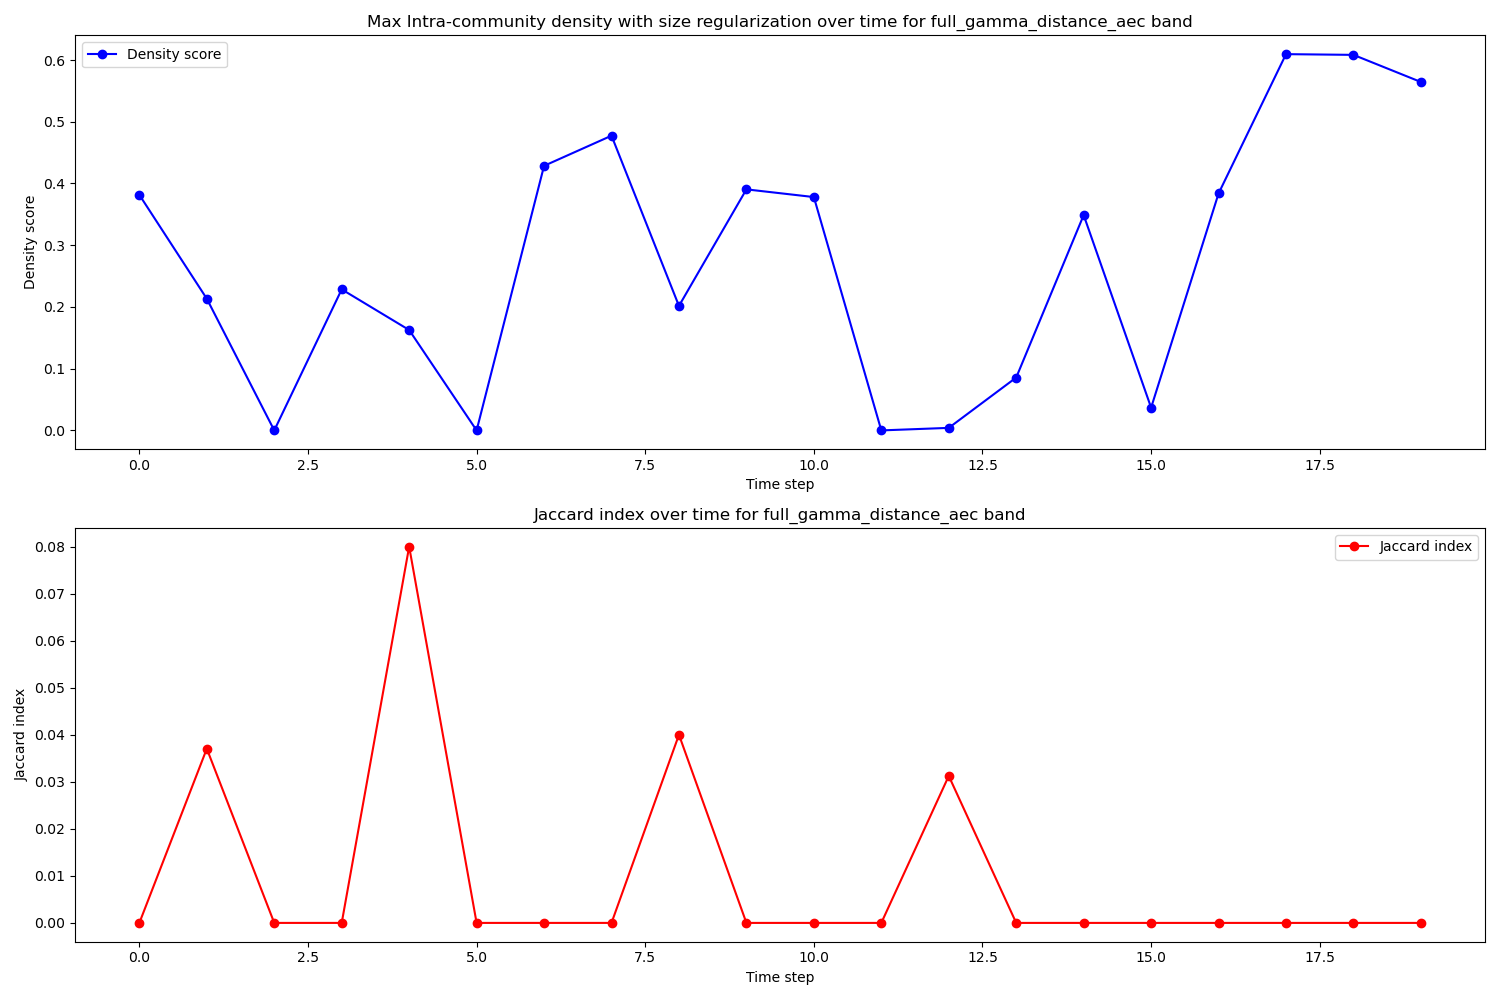 Max Intra-community density with size regularization over time for full_gamma_distance_aec band
Density score
0.6
0.5
0.4
0.3
0.2
0.1
0.0
Density score
0.0 2.5 5.0 7.5 10.0 12.5 15.0 17.5
Time step
Jaccard index over time for full_gamma_distance_aec band
Jaccard index
0.08
0.07
0.06
0.05
0.04
0.03
0.02
0.01
0.00
Jaccard index
0.0 2.5 5.0 7.5 10.0 12.5 15.0 17.5
Time step